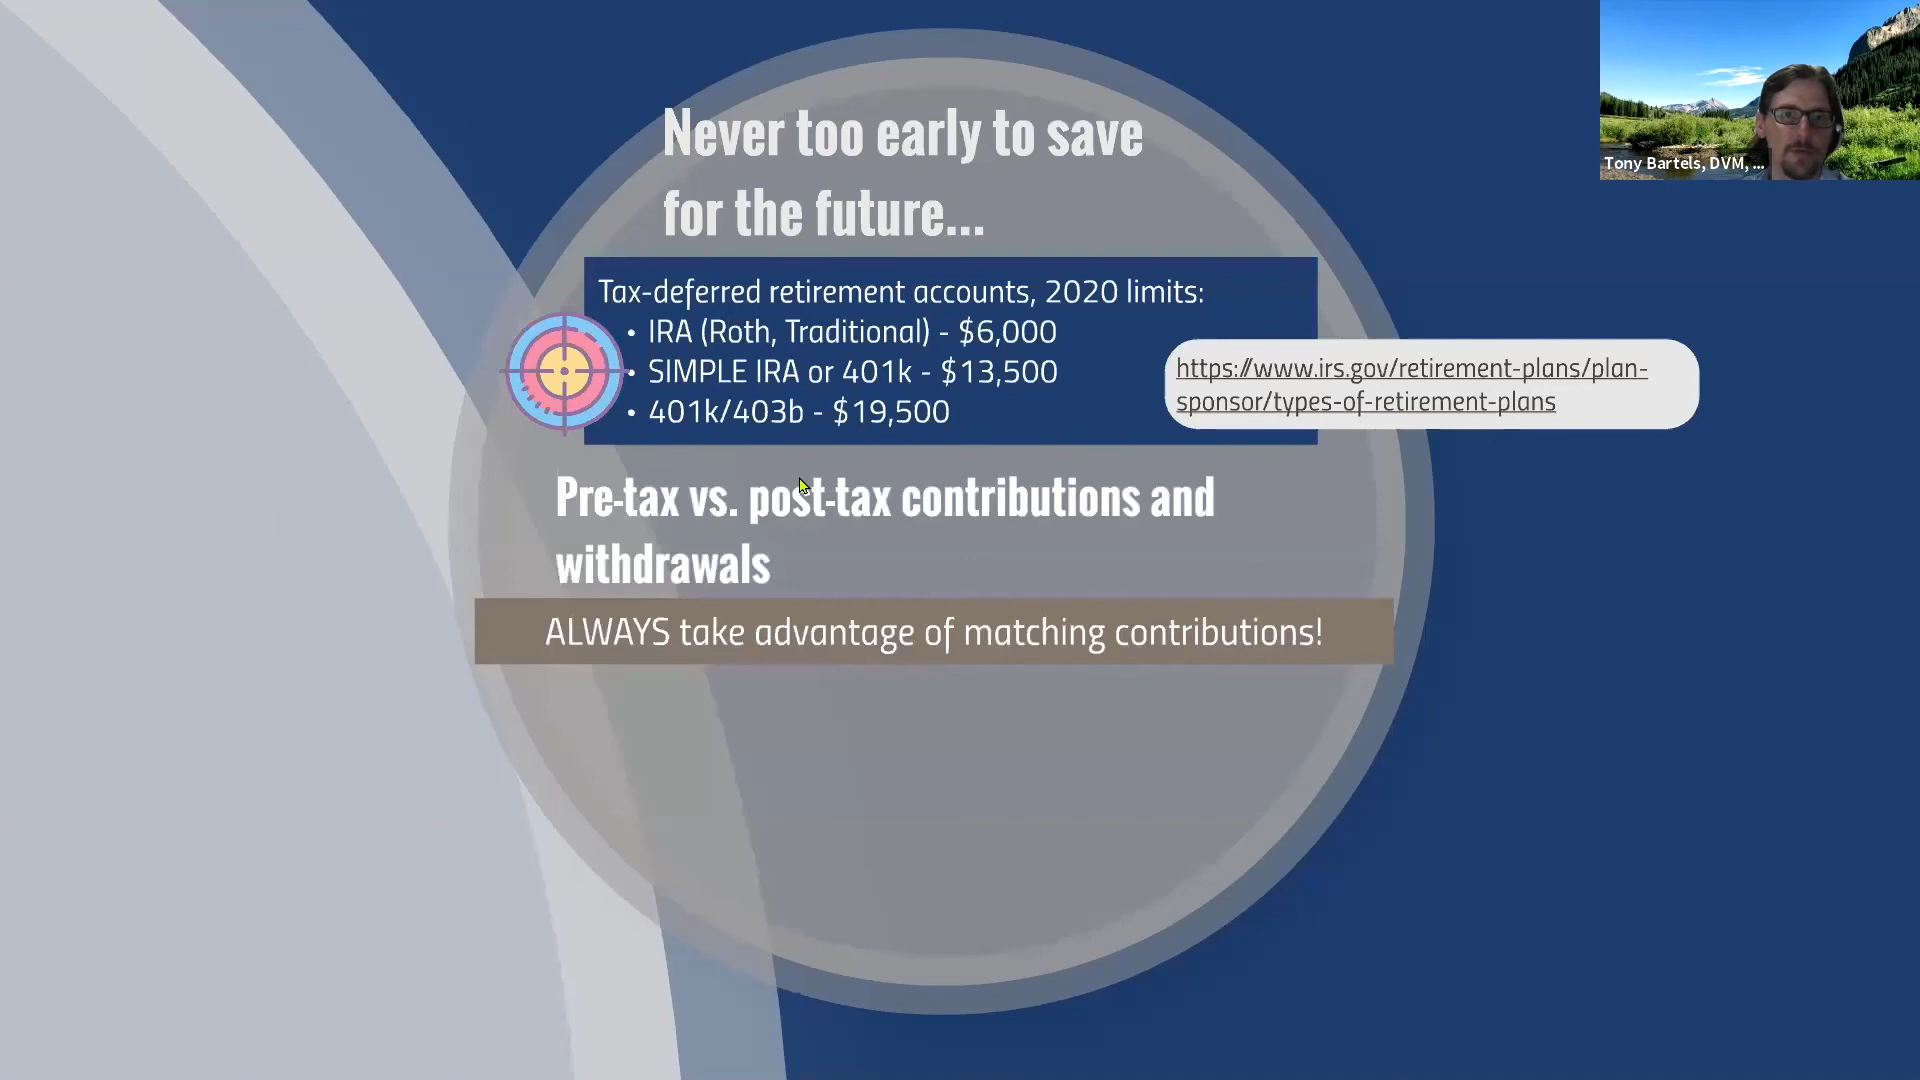 Never too early to save
for the future...
Tax-deferred retirement accounts, 2020 limits:
• IRA (Roth, Traditional) - $6,000
• SIMPLE IRA or 401k - $13,500
• 401k/403b - $19,500
https://www.irs.gov/retirement-plans/plan-
sponsor/types-of-retirement-plans
Pre-tax vs. post-tax contributions and
withdrawals
ALWAYS take advantage of matching contributions!
Tony Bartels, DVM, ...